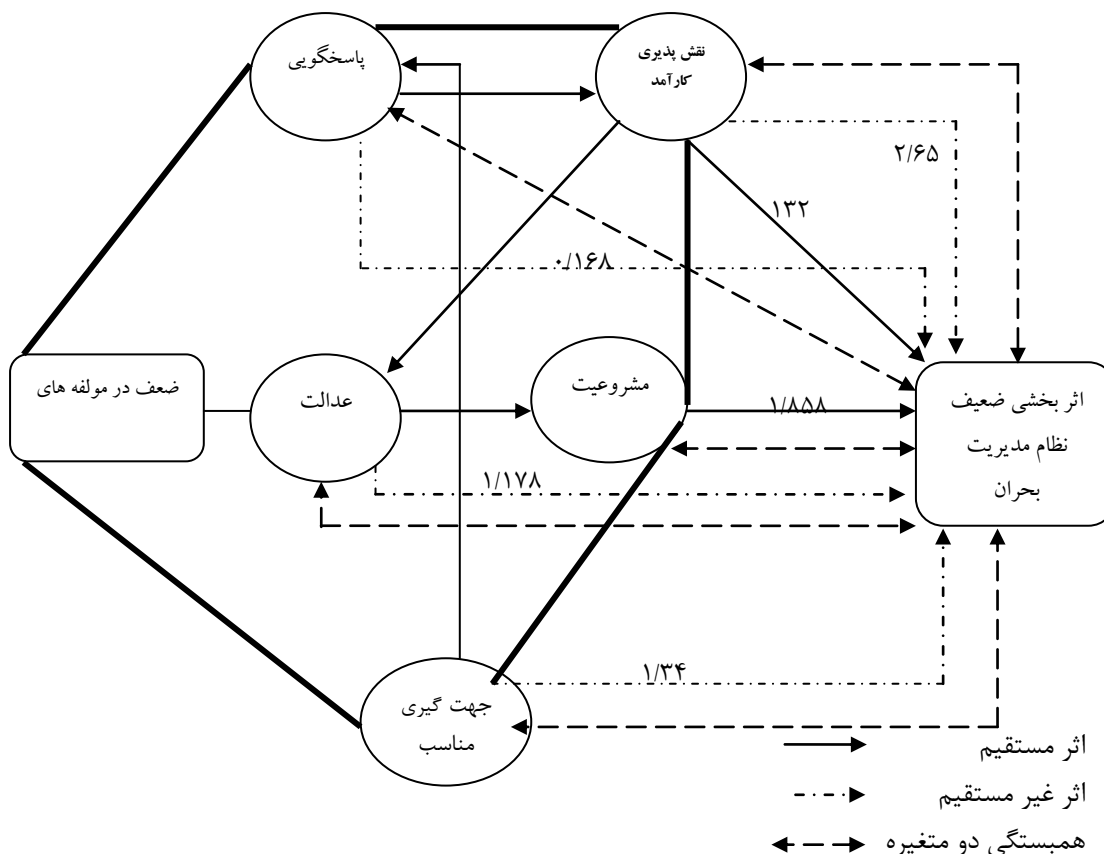 پاسخگویی
نقش پذیری
کارآمد
۲/۶۵
۱۳۲
۰/۱۶۸
ضعف در مولفه های
عدالت
مشروعیت
۱/۸۵۸
اثر بخشی ضعیف
نظام مدیریت
بحران
۱/۱۷۸
۱/۳۴
جهت گیری
مناسب
اثر مستقیم
اثر غیر مستقیم
همبستگی دو متغیره